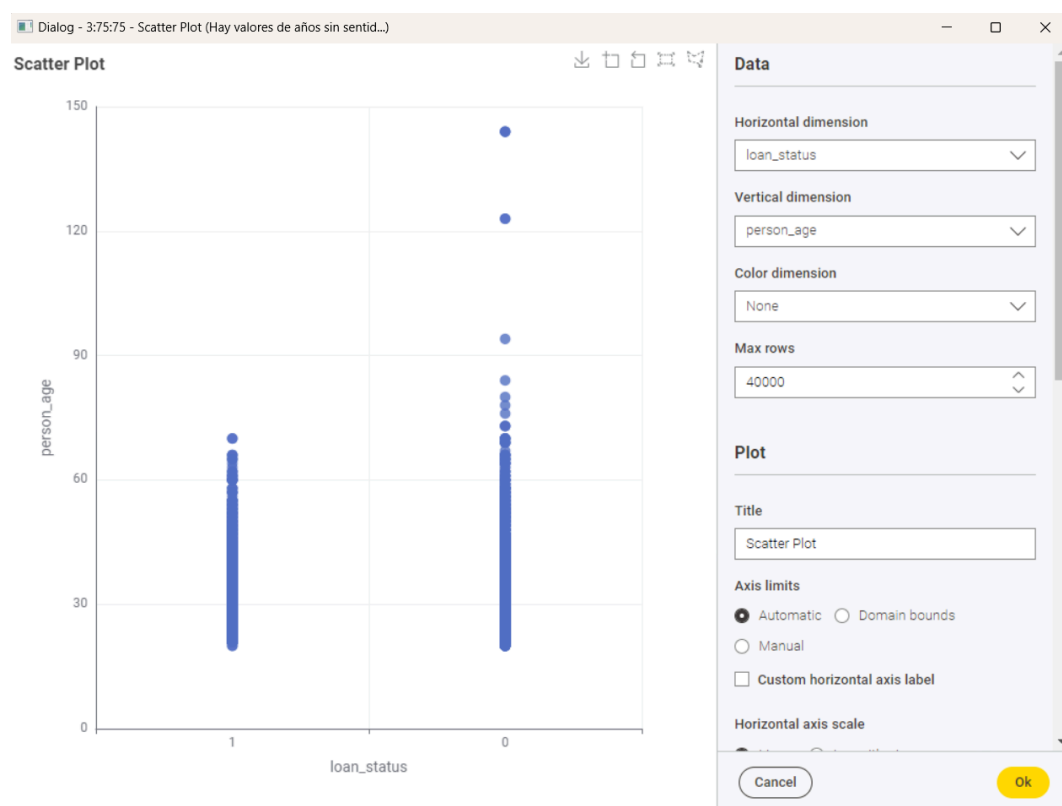 Dialog - 3:75:75 - Scatter Plot (Hay valores de años sin sentid...)
Scatter Plot
150
120
90
60
30
0
person_age
1
0
loan_status
Data
Horizontal dimension
loan_status
Vertical dimension
person_age
Color dimension
None
Max rows
40000
Plot
Title
Scatter Plot
Axis limits
Automatic
Domain bounds
Manual
Custom horizontal axis label
Horizontal axis scale
Cancel
Ok